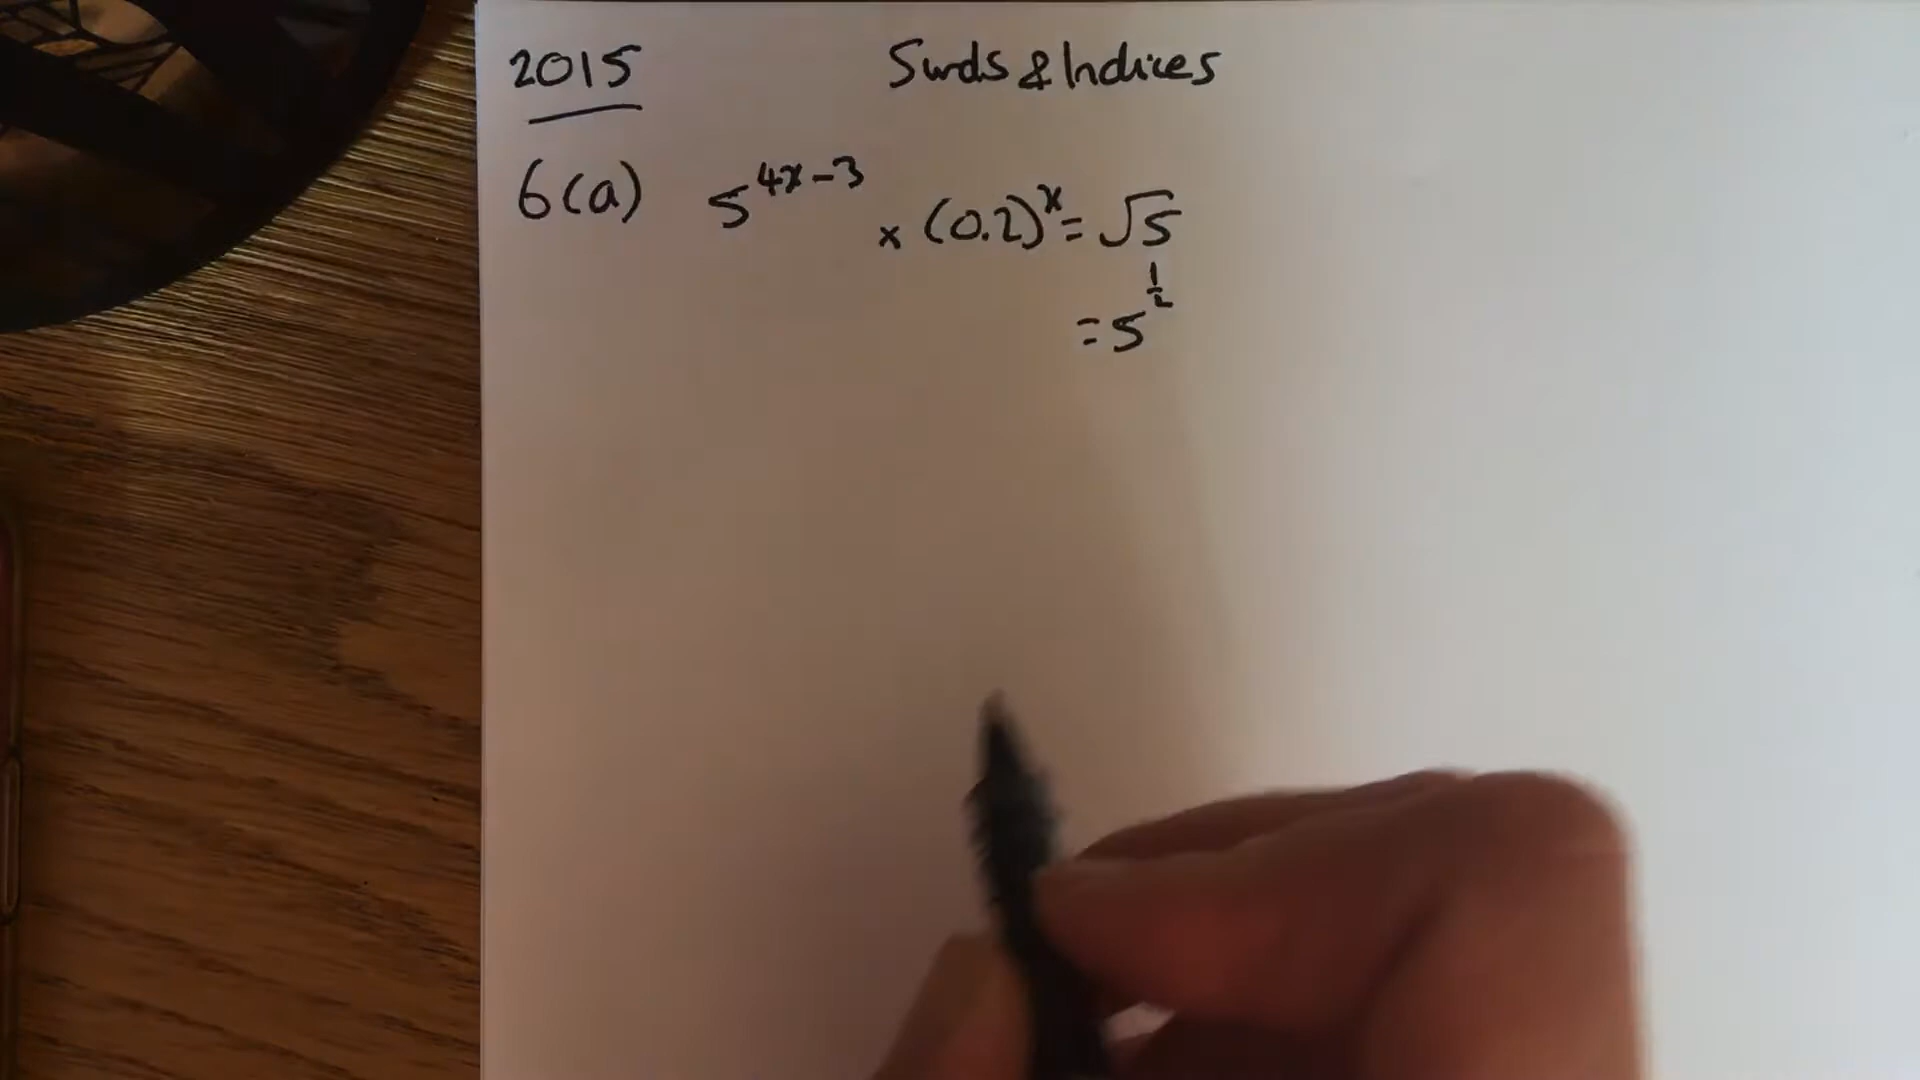 2015 Surds & Indices
6(a) 5^{4x-3} × (0.2)^x = √5
= 5^{1/2}